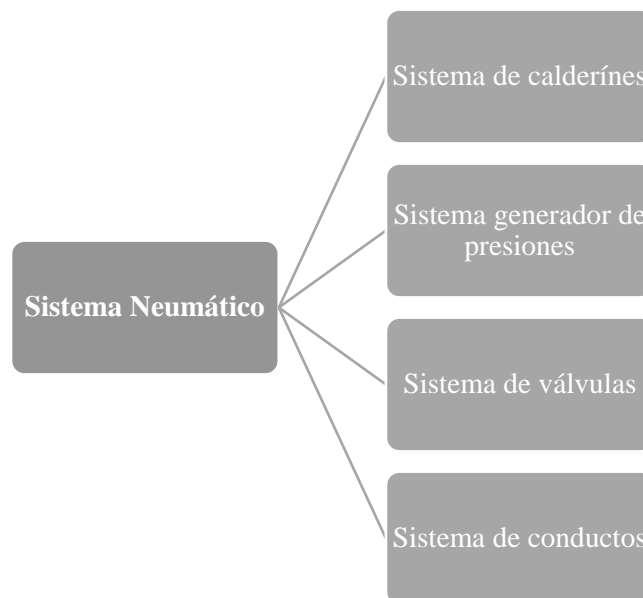 Sistema de calderínes
Sistema generador de
presiones
Sistema Neumático
Sistema de válvulas
Sistema de conductos